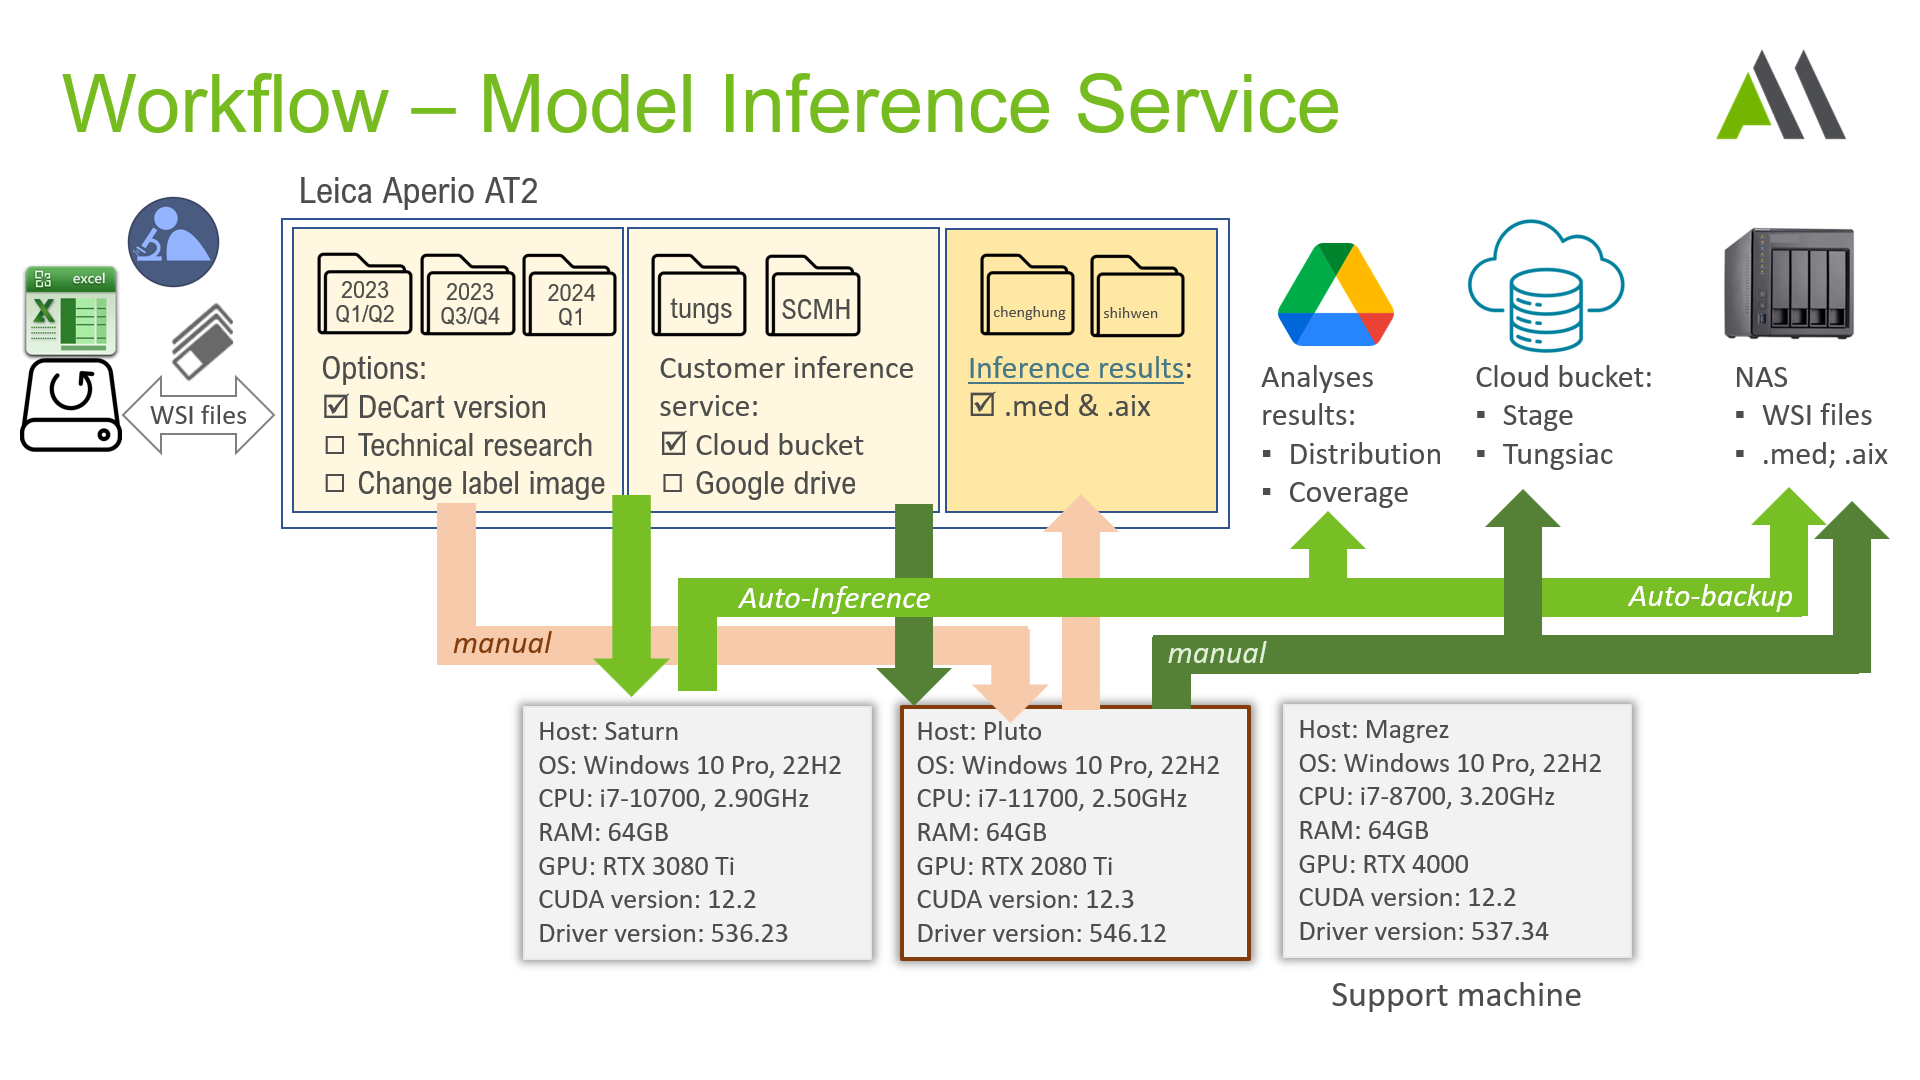 Workflow – Model Inference Service
Leica Aperio AT2
excel
WSI files
2023
Q1/Q2
2023
Q3/Q4
2024
Q1
Options:
☑ DeCart version
☐ Technical research
☐ Change label image
tungs
SCMH
Customer inference
service:
☑ Cloud bucket
☐ Google drive
chenghung
shihwen
Inference results:
☑ .med & .aix
Analyses
results:
▪ Distribution
▪ Coverage
Cloud bucket:
▪ Stage
▪ Tungsiac
NAS
▪ WSI files
▪ .med; .aix
Auto-Inference
Auto-backup
manual
manual
Host: Saturn
OS: Windows 10 Pro, 22H2
CPU: i7-10700, 2.90GHz
RAM: 64GB
GPU: RTX 3080 Ti
CUDA version: 12.2
Driver version: 536.23
Host: Pluto
OS: Windows 10 Pro, 22H2
CPU: i7-11700, 2.50GHz
RAM: 64GB
GPU: RTX 2080 Ti
CUDA version: 12.3
Driver version: 546.12
Host: Magrez
OS: Windows 10 Pro, 22H2
CPU: i7-8700, 3.20GHz
RAM: 64GB
GPU: RTX 4000
CUDA version: 12.2
Driver version: 537.34
Support machine